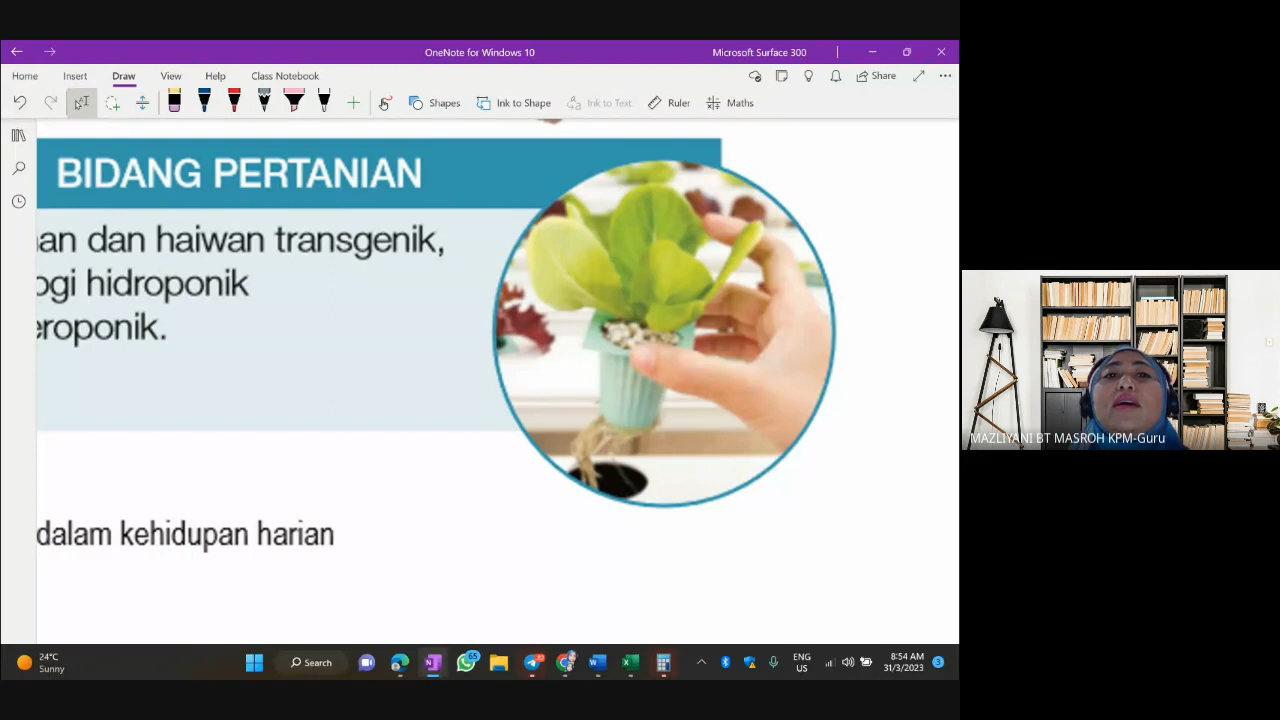 OneNote for Windows 10
Microsoft Surface 300
Home Insert Draw View Help Class Notebook
Share
Shapes Ink to Shape Ink to Text Ruler Maths
BIDANG PERTANIAN
an dan haiwan transgenik,
ogi hidroponik
eroponik.
dalam kehidupan harian
MAZLIYANI BT MASROH KPM-Guru
24°C
Sunny
Search
65
ENG
US
8:54 AM
31/3/2023
3